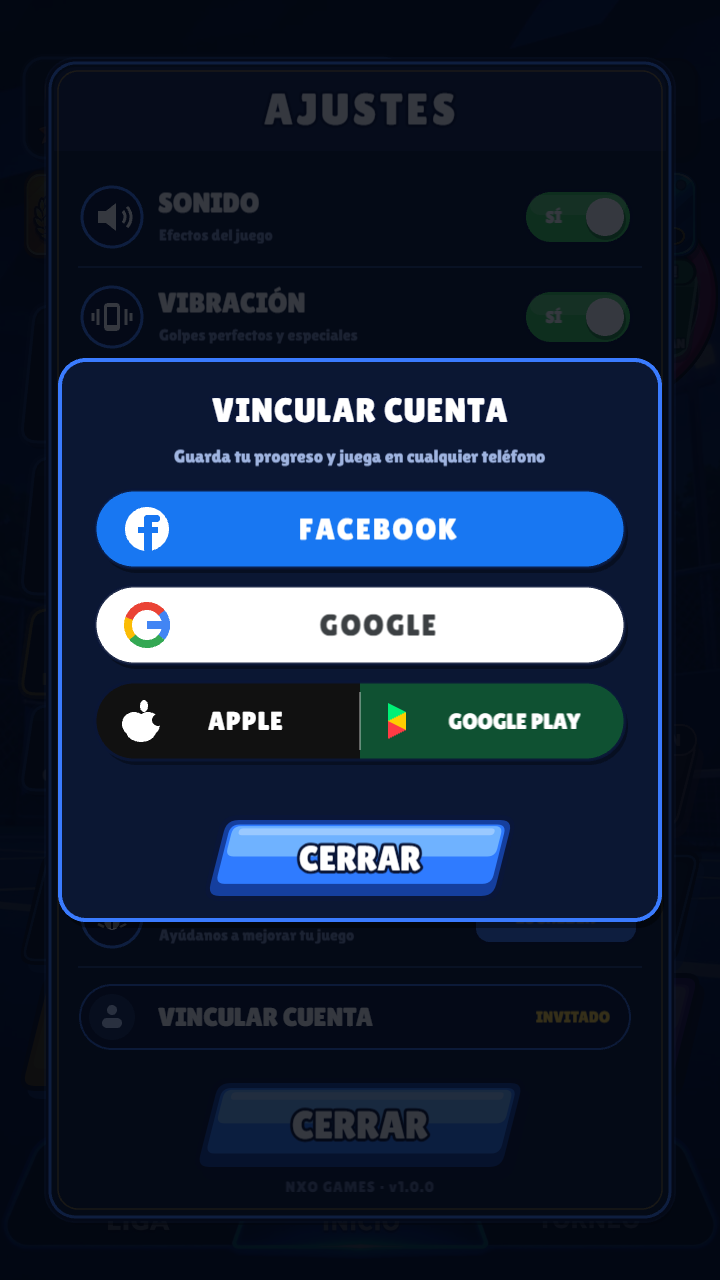 AJUSTES
SONIDO
Efectos del juego
SÍ
VIBRACIÓN
Golpes perfectos y especiales
SÍ
VINCULAR CUENTA
Guarda tu progreso y juega en cualquier teléfono
FACEBOOK
GOOGLE
APPLE
GOOGLE PLAY
CERRAR
Ayúdanos a mejorar tu juego
VINCULAR CUENTA
INVITADO
CERRAR
NXO GAMES - v1.0.0
LIGA
INICIO
TORNEO